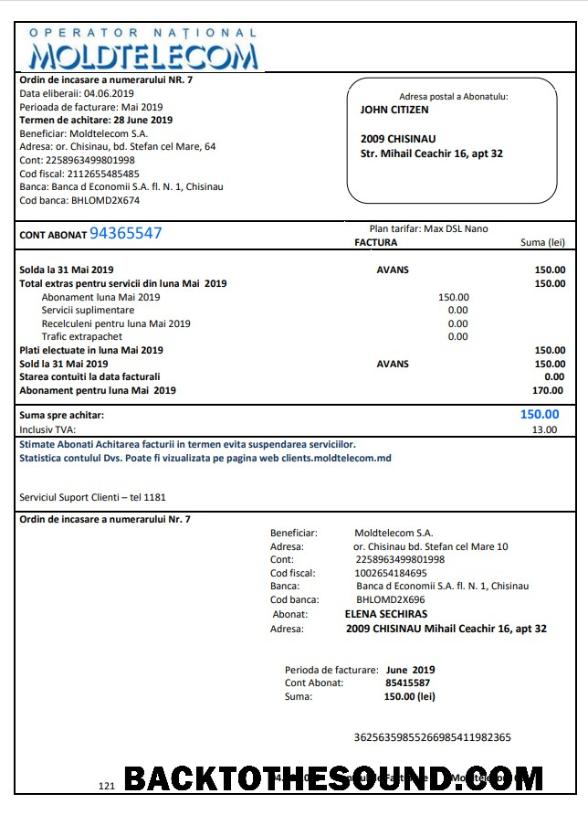 OPERATOR NAȚIONAL
MOLDTELECOM
Ordin de incasare a numerarului NR. 7
Data eliberaii: 04.06.2019
Perioada de facturare: Mai 2019
Termen de achitare: 28 June 2019
Beneficiar: Moldtelecom S.A.
Adresa: or. Chisinau, bd. Stefan cel Mare, 64
Cont: 2258963499801998
Cod fiscal: 2112655485485
Banca: Banca d Economii S.A. fl. N. 1, Chisinau
Cod banca: BHLOMD2X674
Adresa postal a Abonatulu:
JOHN CITIZEN
2009 CHISINAU
Str. Mihail Ceachir 16, apt 32
CONT ABONAT 94365547
Plan tarifar: Max DSL Nano
FACTURA Suma (lei)
Solda la 31 Mai 2019 AVANS 150.00
Total extras pentru servicii din luna Mai 2019 150.00
Abonament luna Mai 2019 150.00
Servicii suplimentare 0.00
Recelculeni pentru luna Mai 2019 0.00
Trafic extrapachet 0.00
Plati electuate in luna Mai 2019 150.00
Sold la 31 Mai 2019 AVANS 150.00
Starea contuiti la data facturali 0.00
Abonament pentru luna Mai 2019 170.00
Suma spre achitar: 150.00
Inclusiv TVA: 13.00
Stimate Abonati Achitarea facturii in termen evita suspendarea serviciilor.
Statistica contului Dvs. Poate fi vizualizata pe pagina web clients.moldtelecom.md
Serviciul Suport Clienti – tel 1181
Ordin de incasare a numerarului Nr. 7
Beneficiar: Moldtelecom S.A.
Adresa: or. Chisinau bd. Stefan cel Mare 10
Cont: 2258963499801998
Cod fiscal: 1002654184695
Banca: Banca d Economii S.A. fl. N. 1, Chisinau
Cod banca: BHLOMD2X696
Abonat: ELENA SECHIRAS
Adresa: 2009 CHISINAU Mihail Ceachir 16, apt 32
Perioda de facturare: June 2019
Cont Abonat: 85415587
Suma: 150.00 (lei)
36256359855266985411982365
121 BACKTOTHESOUND.COM